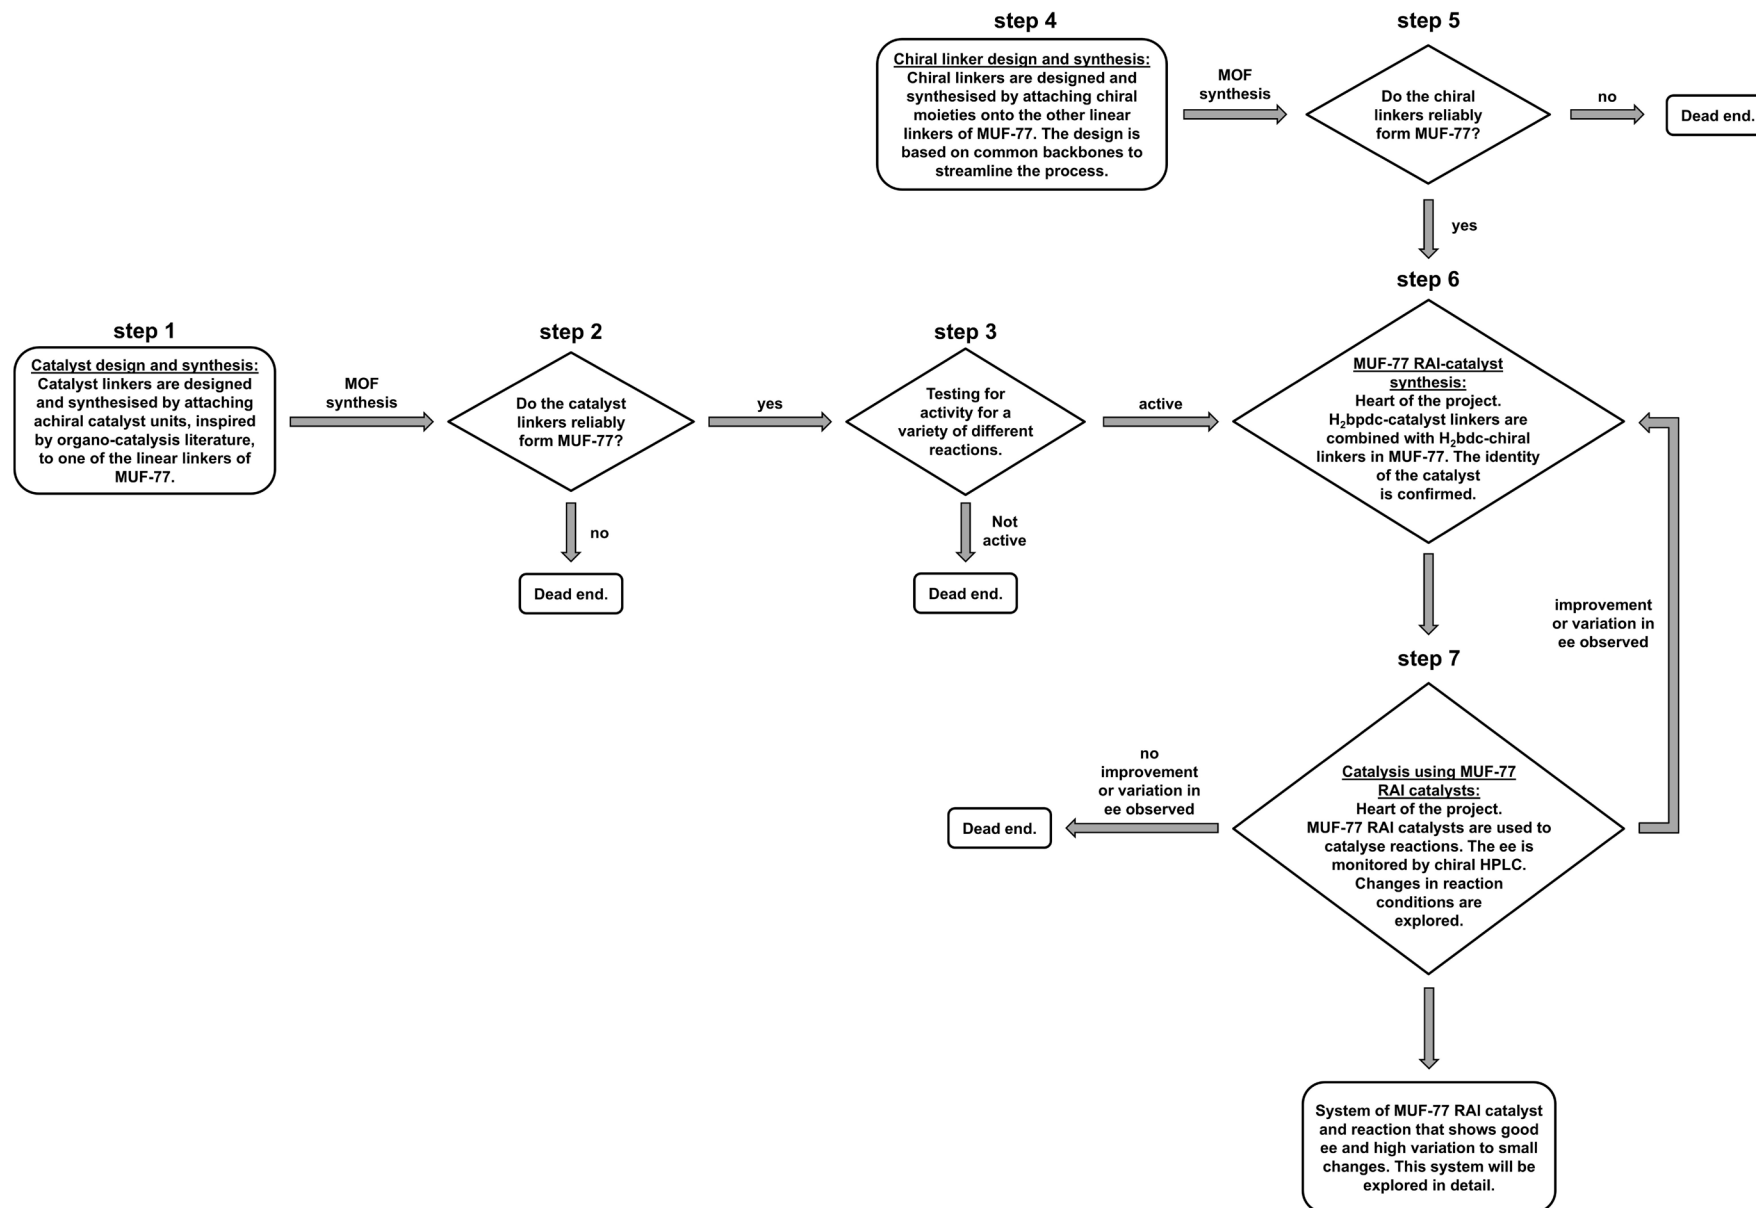 step 4
Chiral linker design and synthesis:
Chiral linkers are designed and
synthesised by attaching chiral
moieties onto the other linear
linkers of MUF-77. The design is
based on common backbones to
streamline the process.
MOF
synthesis
step 5
Do the chiral
linkers reliably
form MUF-77?
no
Dead end.
yes
step 1
Catalyst design and synthesis:
Catalyst linkers are designed
and synthesised by attaching
achiral catalyst units, inspired
by organo-catalysis literature,
to one of the linear linkers of
MUF-77.
MOF
synthesis
step 2
Do the catalyst
linkers reliably
form MUF-77?
no
Dead end.
yes
step 3
Testing for
activity for a
variety of different
reactions.
Not
active
Dead end.
active
step 6
MUF-77 RAI-catalyst
synthesis:
Heart of the project.
H₂bpdc-catalyst linkers are
combined with H₂bdc-chiral
linkers in MUF-77. The identity
of the catalyst
is confirmed.
improvement
or variation in
ee observed
step 7
Catalysis using MUF-77
RAI catalysts:
Heart of the project.
MUF-77 RAI catalysts are used to
catalyse reactions. The ee is
monitored by chiral HPLC.
Changes in reaction
conditions are
explored.
no
improvement
or variation in
ee observed
Dead end.
System of MUF-77 RAI catalyst
and reaction that shows good
ee and high variation to small
changes. This system will be
explored in detail.